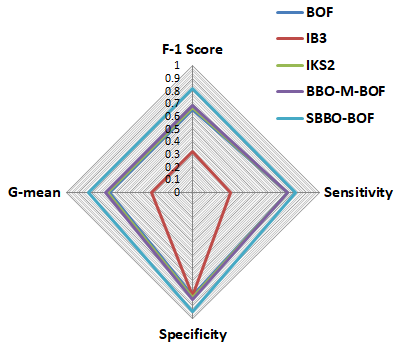 BOF
IB3
IKS2
BBO-M-BOF
SBBO-BOF
F-1 Score
1
0.9
0.8
0.7
0.6
0.5
0.4
0.3
0.2
0.1
0
G-mean
Sensitivity
Specificity